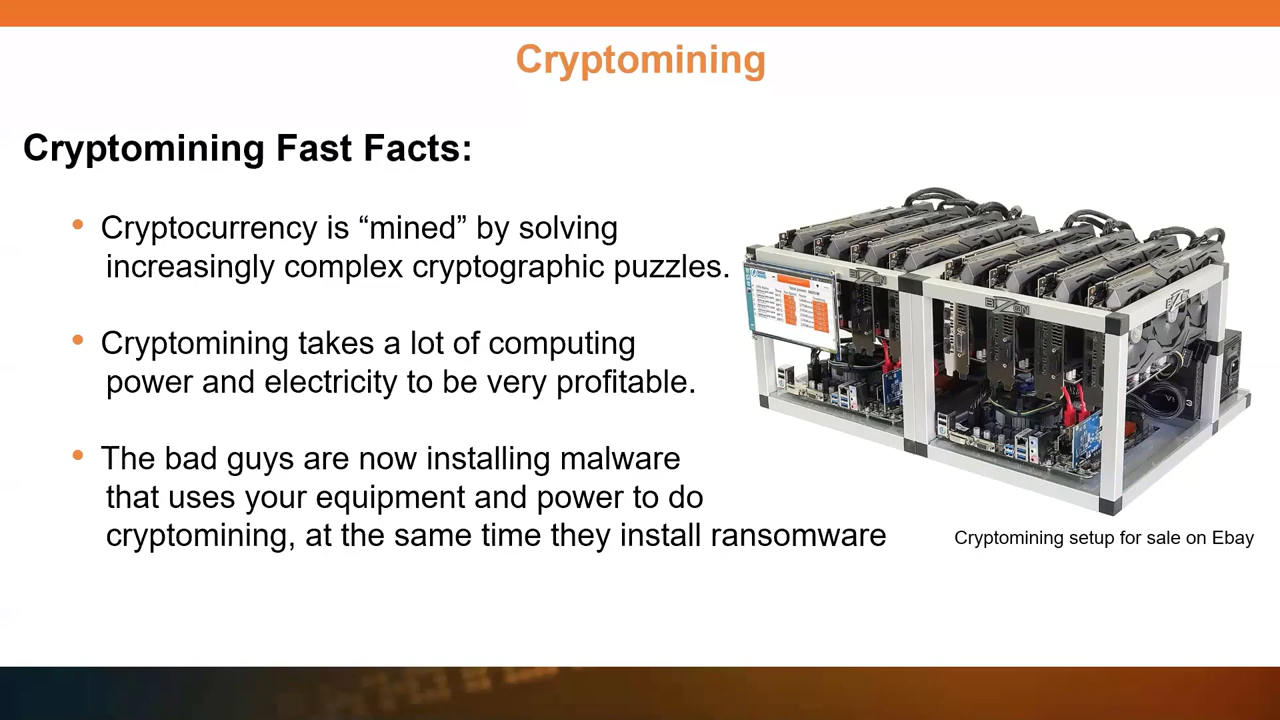 Cryptomining
Cryptomining Fast Facts:
• Cryptocurrency is “mined” by solving
increasingly complex cryptographic puzzles.
• Cryptomining takes a lot of computing
power and electricity to be very profitable.
• The bad guys are now installing malware
that uses your equipment and power to do
cryptomining, at the same time they install ransomware
Cryptomining setup for sale on Ebay